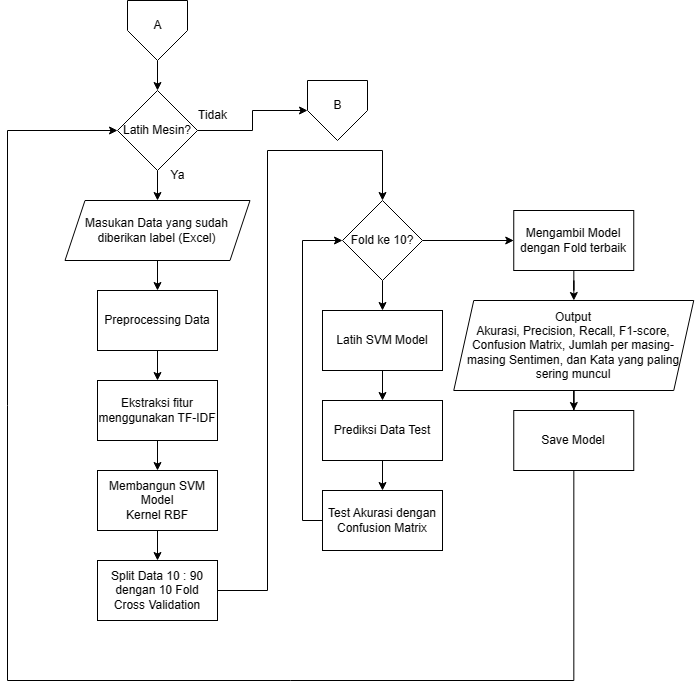 A
Latih Mesin?
Tidak
B
Ya
Masukan Data yang sudah
diberikan label (Excel)
Preprocessing Data
Ekstraksi fitur
menggunakan TF-IDF
Membangun SVM
Model
Kernel RBF
Split Data 10 : 90
dengan 10 Fold
Cross Validation
Fold ke 10?
Latih SVM Model
Prediksi Data Test
Test Akurasi dengan
Confusion Matrix
Mengambil Model
dengan Fold terbaik
Output
Akurasi, Precision, Recall, F1-score,
Confusion Matrix, Jumlah per masing-
masing Sentimen, dan Kata yang paling
sering muncul
Save Model